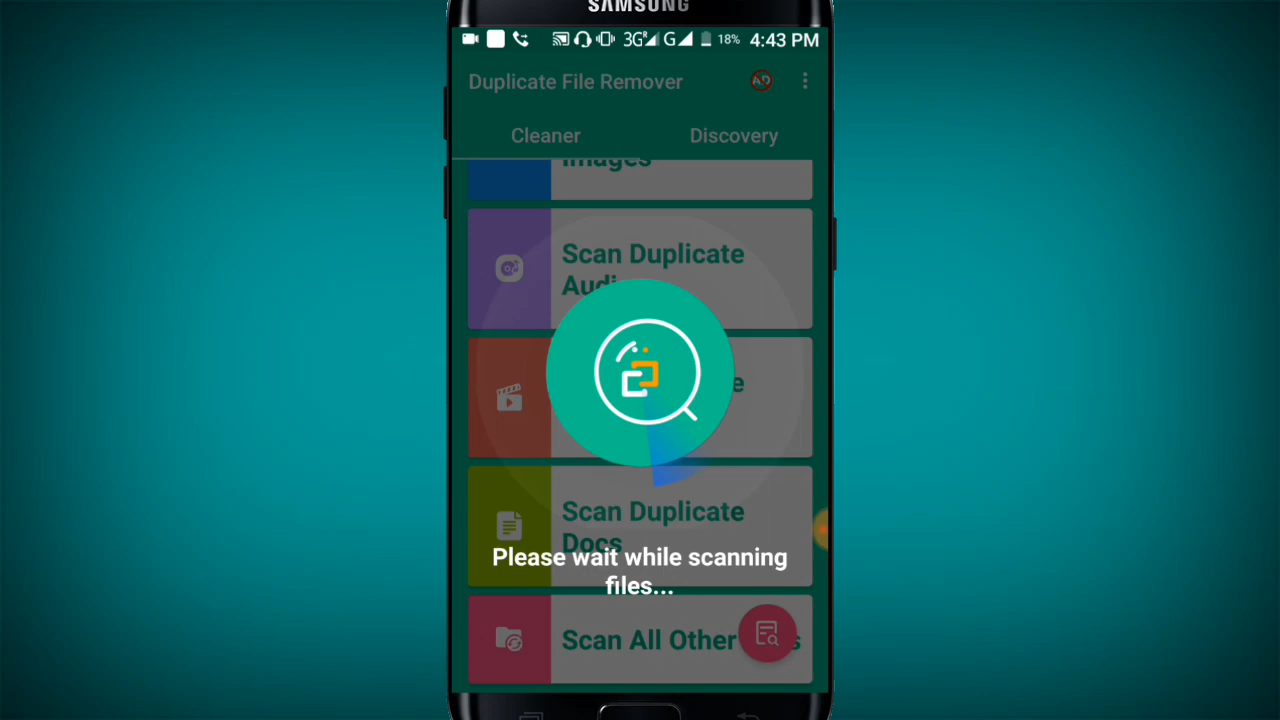 SAMSUNG
3G R G 18% 4:43 PM
Duplicate File Remover AD
Cleaner Discovery
Images
Scan Duplicate
Audi
e
Scan Duplicate
Docs
Please wait while scanning
files...
Scan All Other s